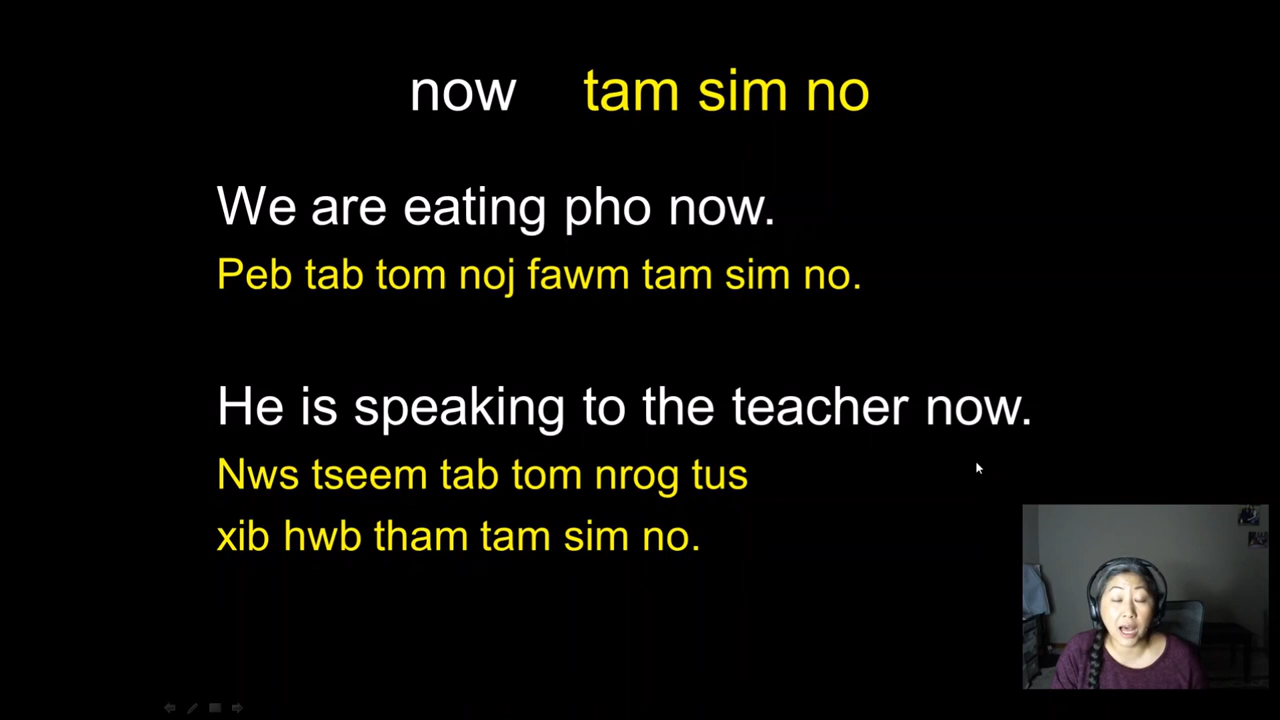 now tam sim no
We are eating pho now.
Peb tab tom noj fawm tam sim no.
He is speaking to the teacher now.
Nws tseem tab tom nrog tus
xib hwb tham tam sim no.